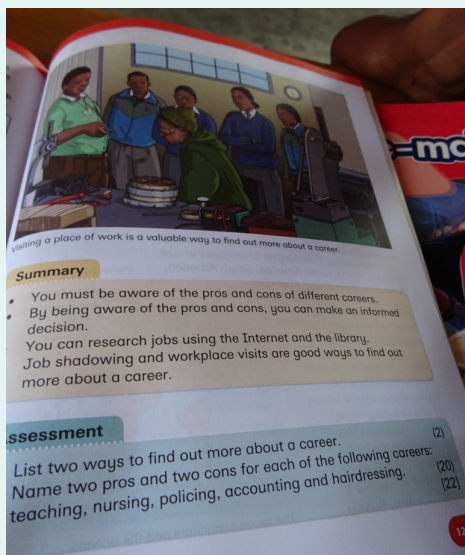 Visiting a place of work is a valuable way to find out more about a career.
Summary
• You must be aware of the pros and cons of different careers.
• By being aware of the pros and cons, you can make an informed
decision.
You can research jobs using the Internet and the library.
Job shadowing and workplace visits are good ways to find out
more about a career.
ssessment
List two ways to find out more about a career. (2)
Name two pros and two cons for each of the following careers:
teaching, nursing, policing, accounting and hairdressing. (20)
[22]